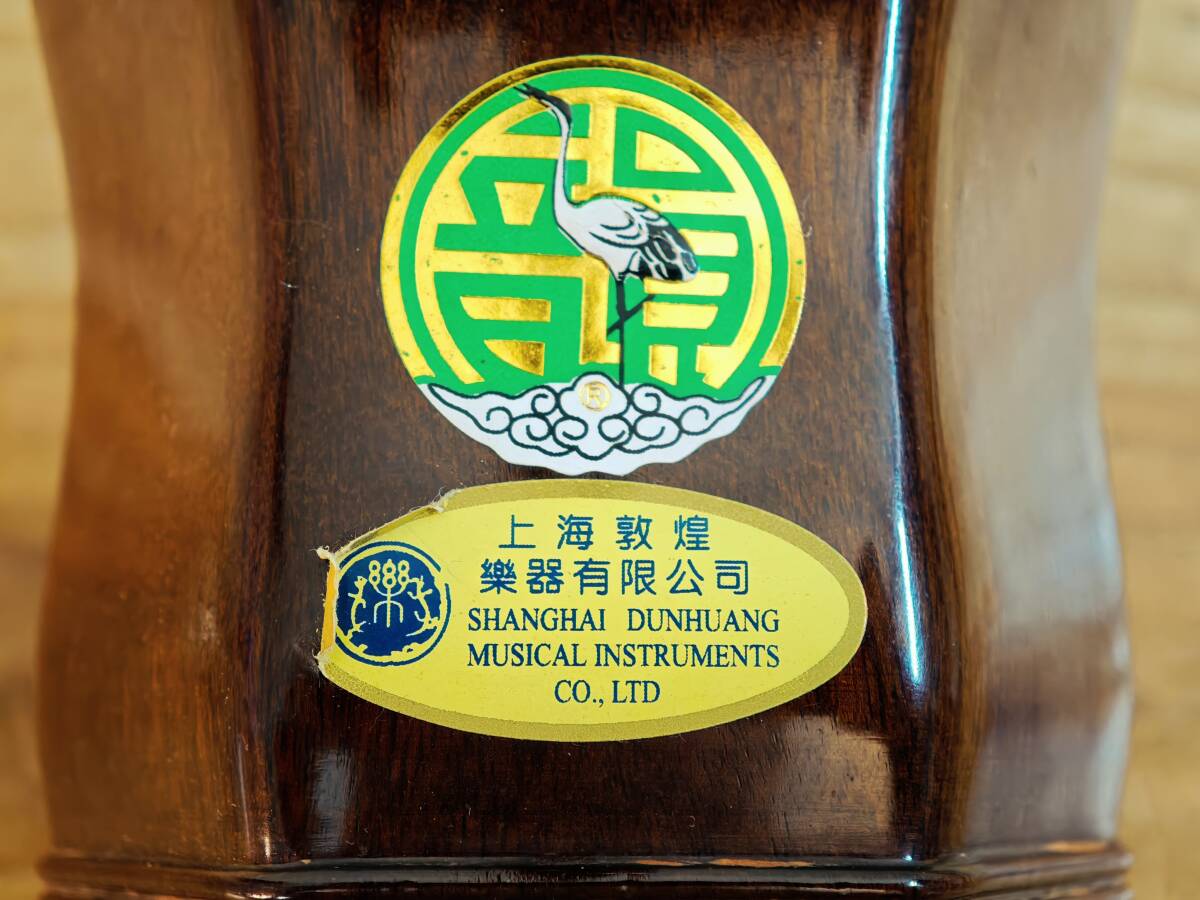 ®
上海敦煌
樂器有限公司
SHANGHAI DUNHUANG
MUSICAL INSTRUMENTS
CO., LTD